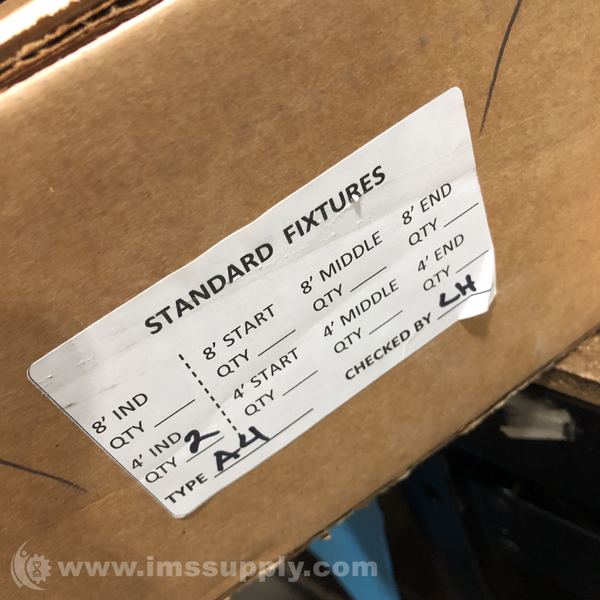 STANDARD FIXTURES
8' IND
QTY
8' START
QTY
8' MIDDLE
QTY
8' END
QTY
4' IND
QTY 2
4' START
QTY
4' MIDDLE
QTY
4' END
QTY
TYPE A4
CHECKED BY LH
www.imssupply.com